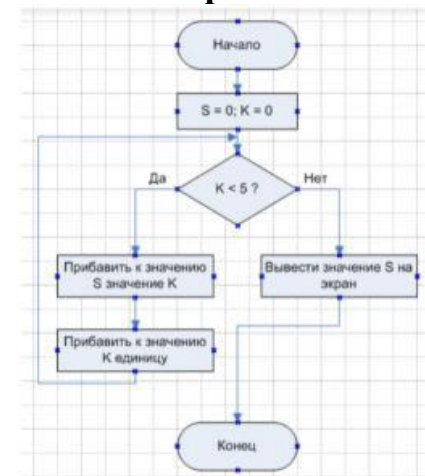 Начало
S = 0; K = 0
K < 5 ?
Да
Нет
Прибавить к значению
S значение K
Вывести значение S на
экран
Прибавить к значению
K единицу
Конец